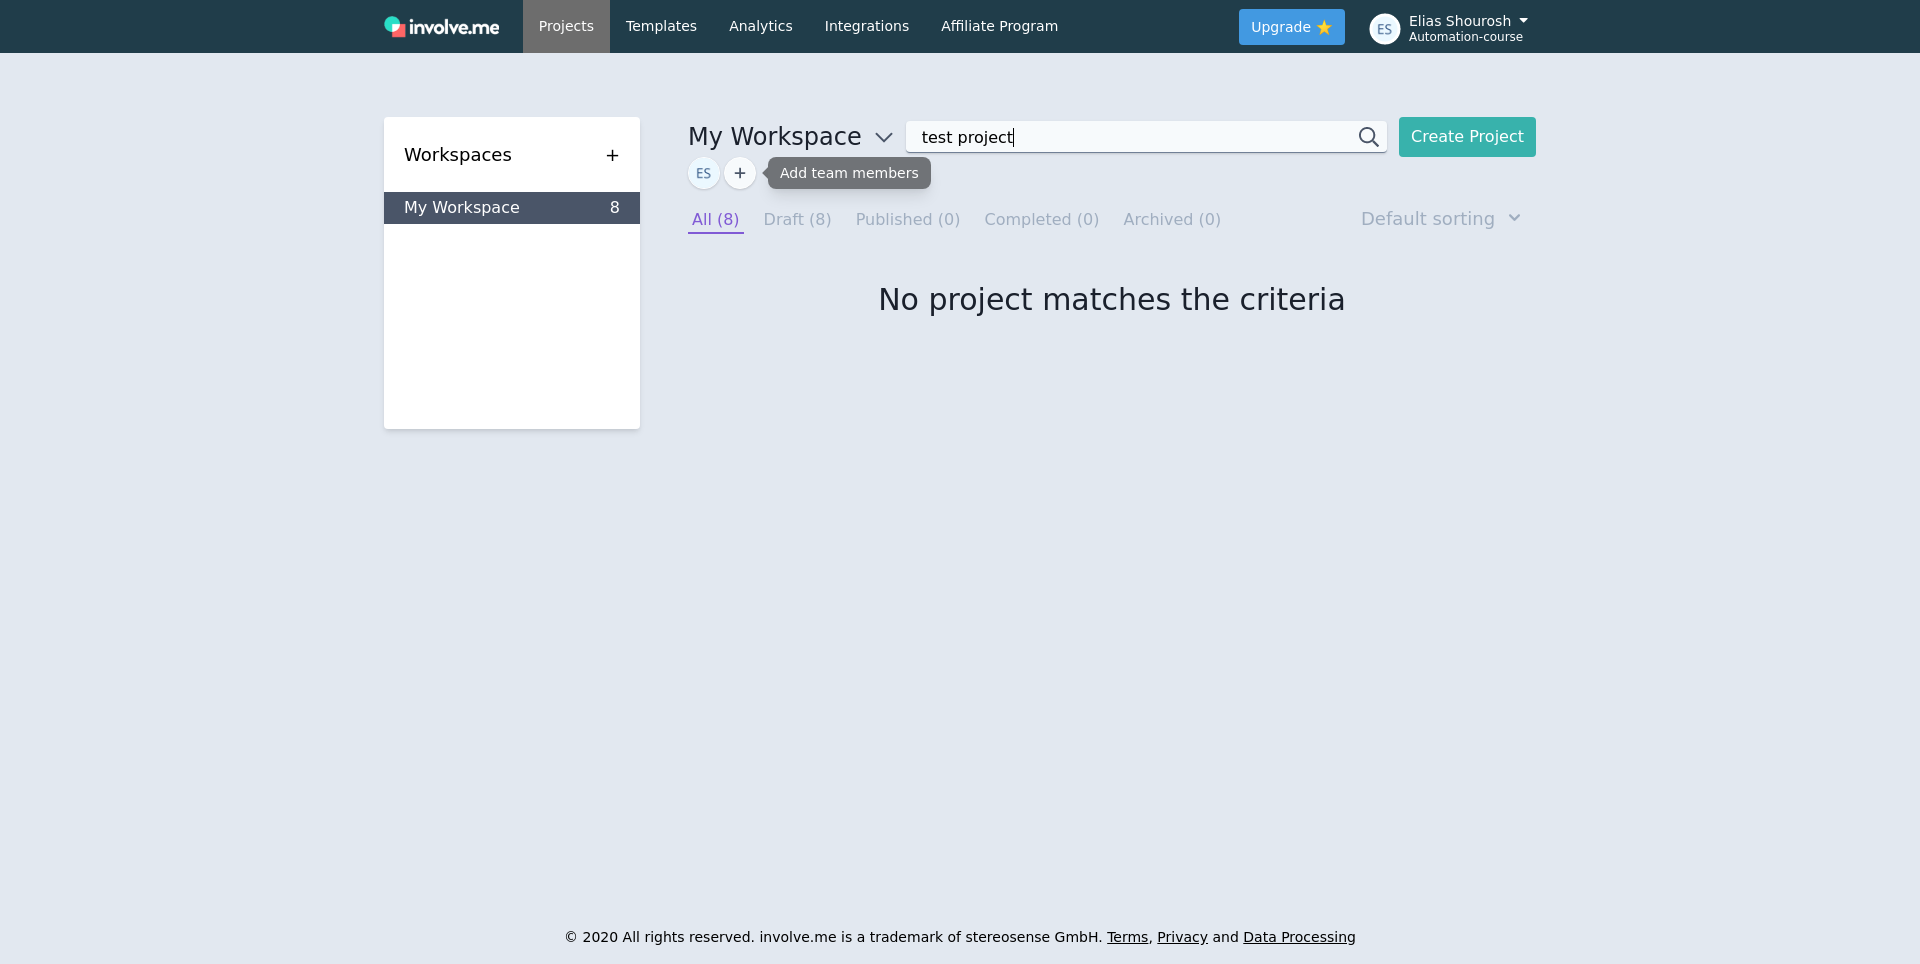 involve.me
Projects
Templates
Analytics
Integrations
Affiliate Program
Upgrade
ES
Elias Shourosh
Automation-course
Workspaces
+
My Workspace 8
My Workspace
test project
Create Project
ES
+
Add team members
All (8)
Draft (8)
Published (0)
Completed (0)
Archived (0)
Default sorting
No project matches the criteria
© 2020 All rights reserved. involve.me is a trademark of stereosense GmbH. Terms, Privacy and Data Processing